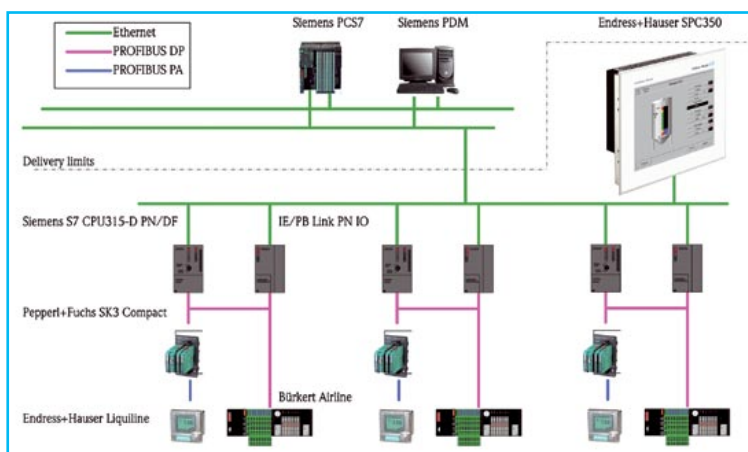 Ethernet
PROFIBUS DP
PROFIBUS PA
Siemens PCS7
Siemens PDM
Endress+Hauser SPC350
Delivery limits
Siemens S7 CPU315-D PN/DF
IE/PB Link PN IO
Pepperl+Fuchs SK3 Compact
Bürkert Airline
Endress+Hauser Liquiline